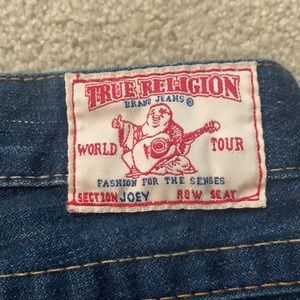 TRUE RELIGION
BRAND JEANS®
WORLD TOUR
FASHION FOR THE SENSES
SECTION JOEY ROW SEAT